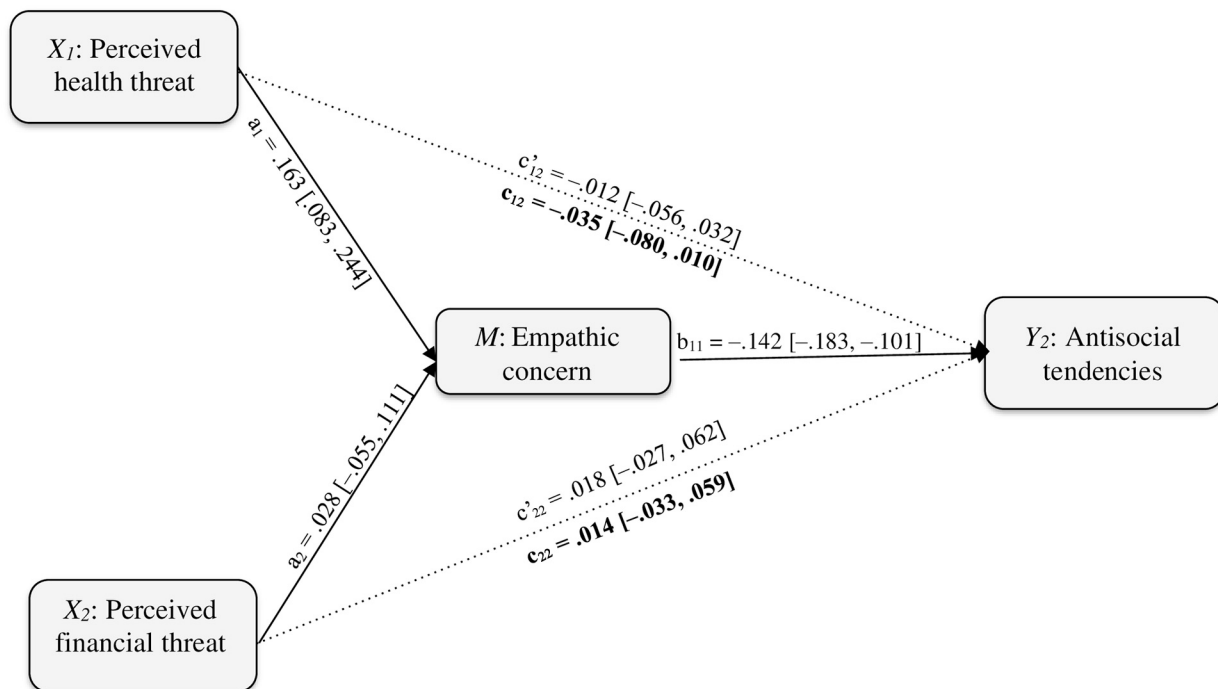 X₁: Perceived
health threat
a₁ = .163 [.083, .244]
c’₁₂ = –.012 [–.056, .032]
c₁₂ = –.035 [–.080, .010]
M: Empathic
concern
b₁₁ = –.142 [–.183, –.101]
Y₂: Antisocial
tendencies
a₂ = .028 [–.055, .111]
c’₂₂ = .018 [–.027, .062]
c₂₂ = .014 [–.033, .059]
X₂: Perceived
financial threat